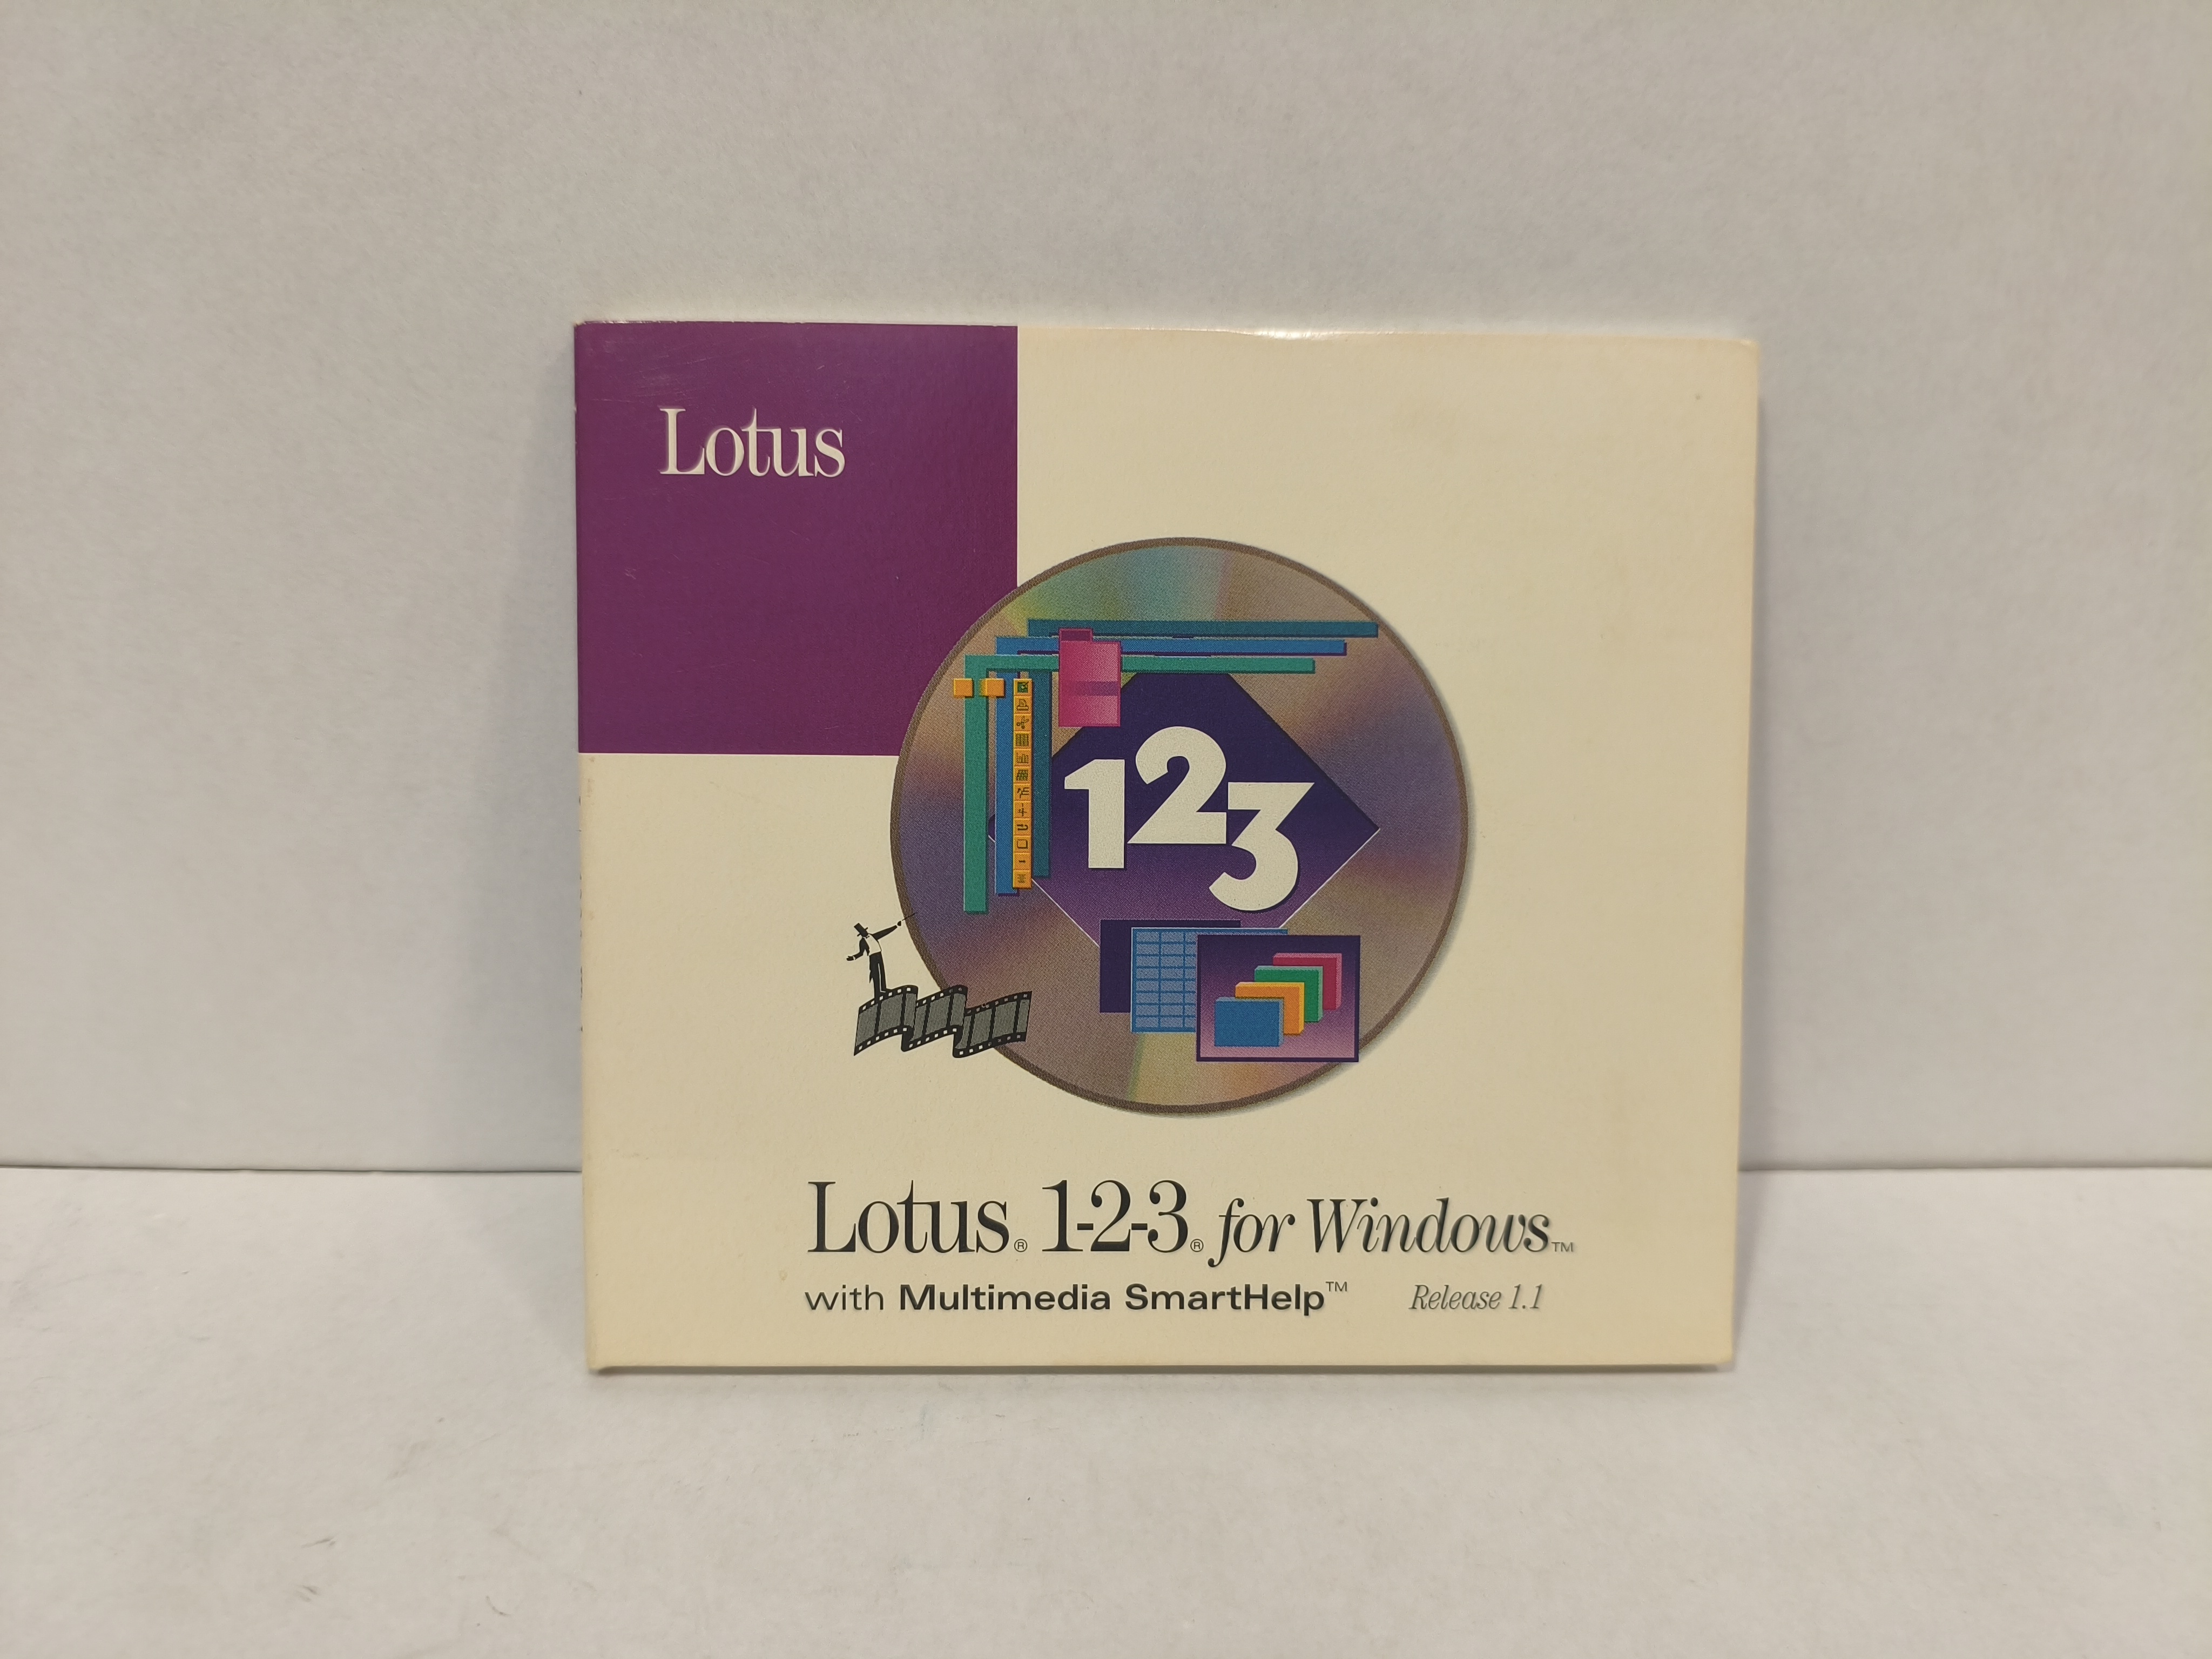 Lotus
123
Lotus® 1-2-3® for Windows™
with Multimedia SmartHelp™ Release 1.1